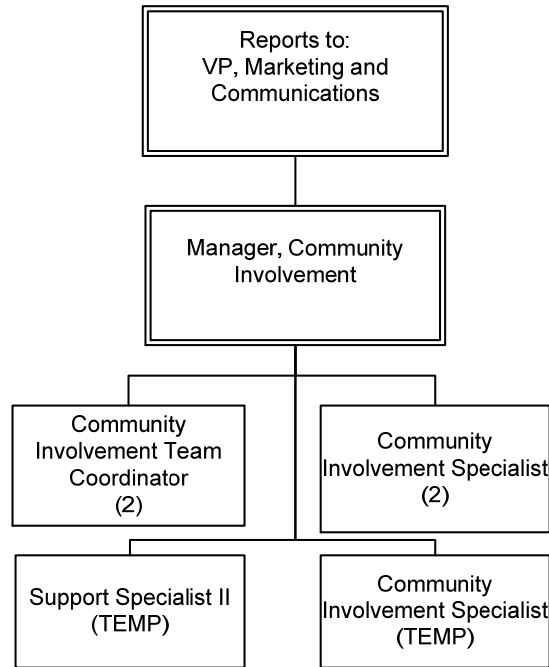 Reports to:
VP, Marketing and
Communications
Manager, Community
Involvement
Community
Involvement Team
Coordinator
(2)
Community
Involvement Specialist
(2)
Support Specialist II
(TEMP)
Community
Involvement Specialist
(TEMP)